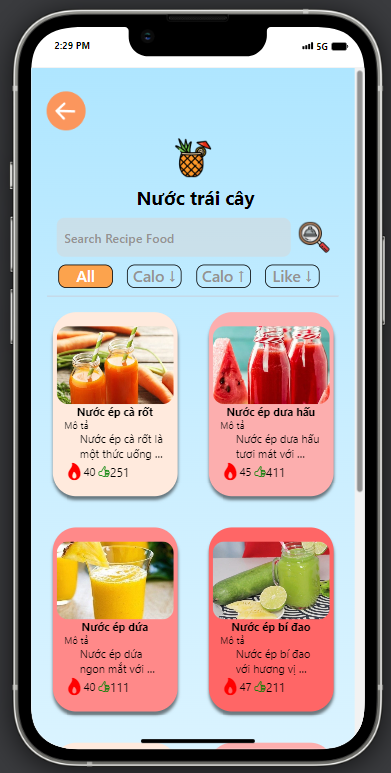 2:29 PM
5G
Nước trái cây
Search Recipe Food
All
Calo ↓
Calo ↑
Like ↓
Nước ép cà rốt
Mô tả
Nước ép cà rốt là
một thức uống ...
40
251
Nước ép dưa hấu
Mô tả
Nước ép dưa hấu
tươi mát với ...
45
411
Nước ép dứa
Mô tả
Nước ép dứa
ngon mắt với ...
40
111
Nước ép bí đao
Mô tả
Nước ép bí đao
với hương vị ...
47
211